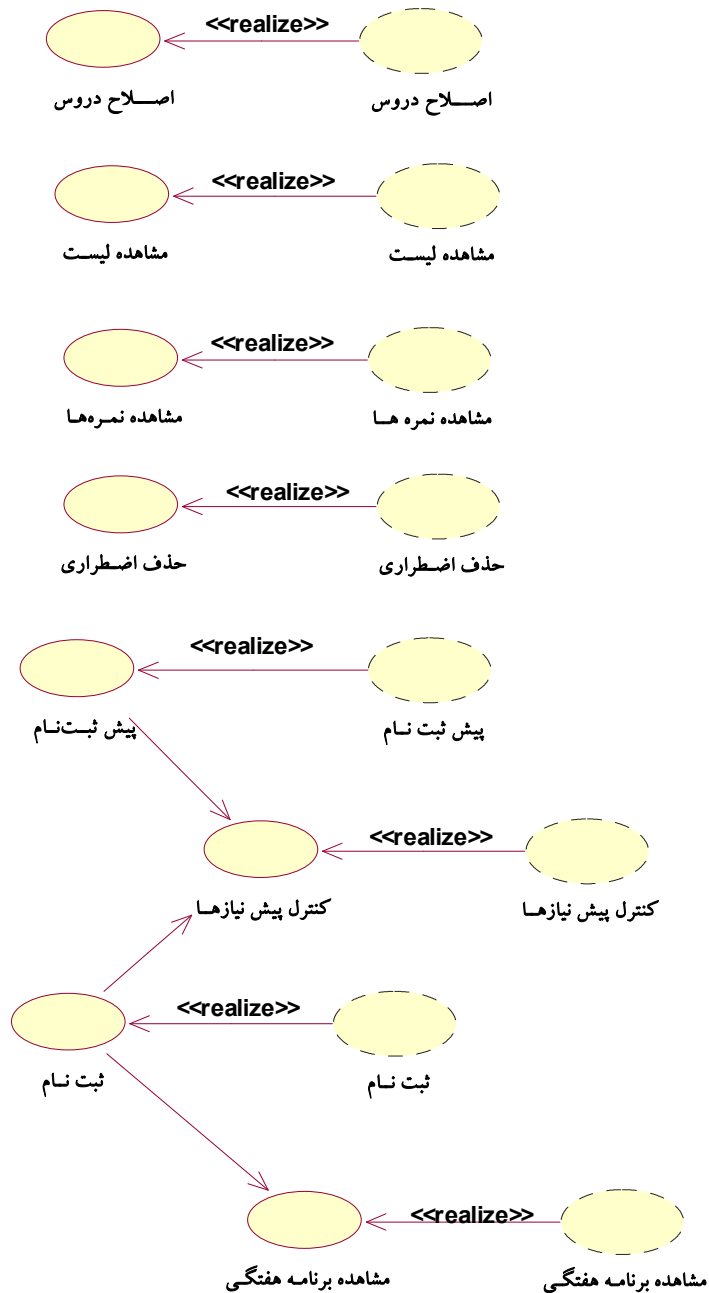 <<realize>>
اصلاح دروس
اصلاح دروس
<<realize>>
مشاهده لیست
مشاهده لیست
<<realize>>
مشاهده نمره‌ها
مشاهده نمره ها
<<realize>>
حذف اضطراری
حذف اضطراری
<<realize>>
پیش ثبت‌نام
پیش ثبت نام
<<realize>>
کنترل پیش نیازها
کنترل پیش نیازها
<<realize>>
ثبت نام
ثبت نام
<<realize>>
مشاهده برنامه هفتگی
مشاهده برنامه هفتگی